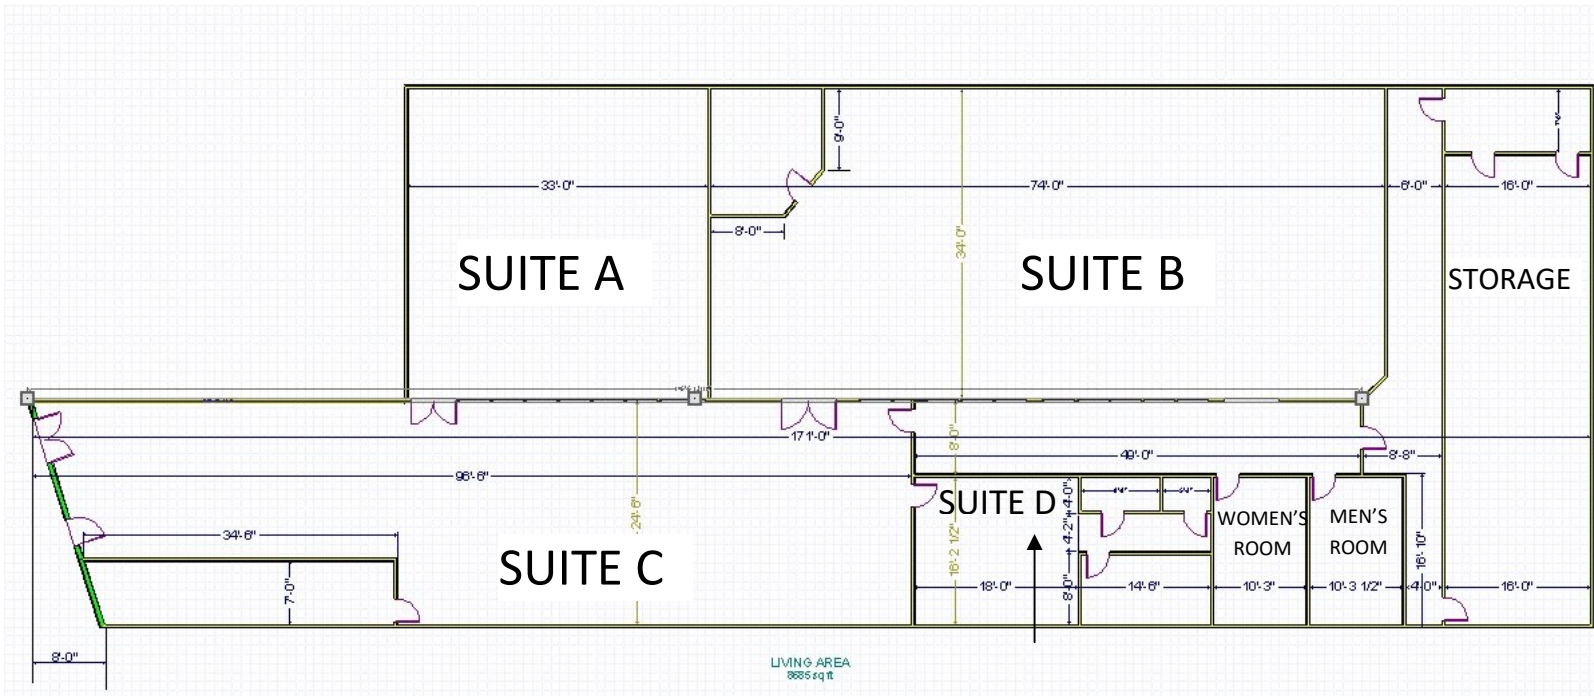 9'-0"
33'-0"
74'-0"
6'-0"
16'-0"
8'-0"
34'-0"
SUITE A
SUITE B
STORAGE
171'-0"
8'-0"
49'-0"
8'-8"
96'-6"
SUITE D
4'-0"
24'-6"
WOMEN'S
ROOM
MEN'S
ROOM
34'-6"
4'-2"
16'-2 1/2"
16'-10"
SUITE C
7'-0"
18'-0"
8'-0"
14'-6"
10'-3"
10'-3 1/2"
4'-0"
16'-0"
8'-0"
LIVING AREA
8685 sq ft